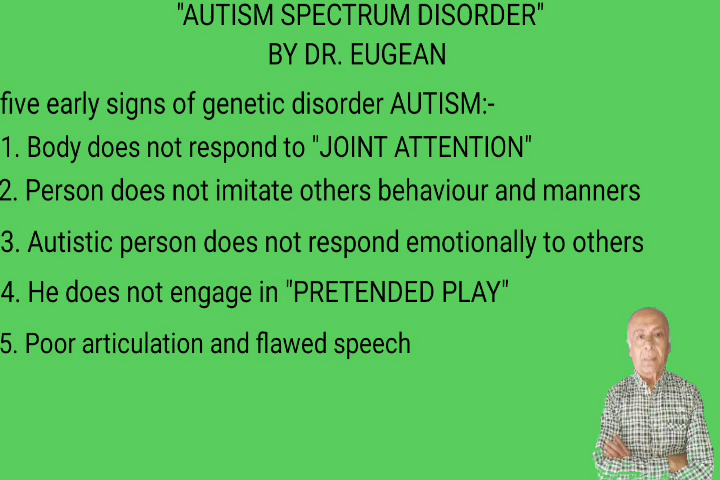 "AUTISM SPECTRUM DISORDER"
BY DR. EUGEAN
five early signs of genetic disorder AUTISM:-
1. Body does not respond to "JOINT ATTENTION"
2. Person does not imitate others behaviour and manners
3. Autistic person does not respond emotionally to others
4. He does not engage in "PRETENDED PLAY"
5. Poor articulation and flawed speech